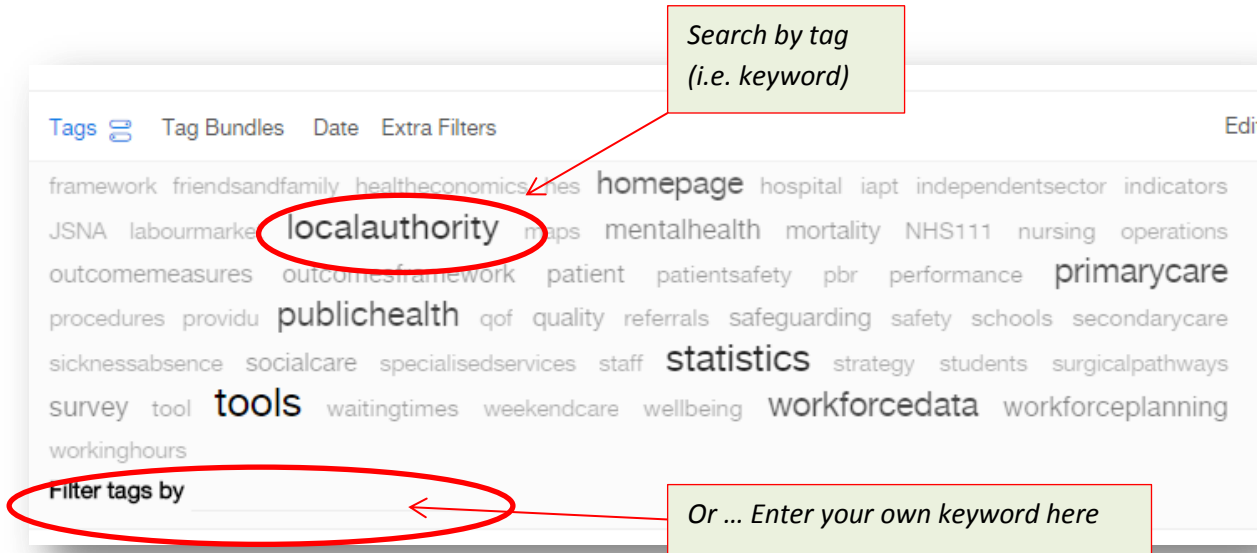 Search by tag
(i.e. keyword)
Tags Tag Bundles Date Extra Filters Edi
framework friendsandfamily healtheconomics hes homepage hospital iapt independentsector indicators
JSNA labourmarke localauthority maps mentalhealth mortality NHS111 nursing operations
outcomemeasures outcomesframework patient patientsafety pbr performance primarycare
procedures providu publichealth qof quality referrals safeguarding safety schools secondarycare
sicknessabsence socialcare specialisedservices staff statistics strategy students surgicalpathways
survey tool tools waitingtimes weekendcare wellbeing workforcedata workforceplanning
workinghours
Filter tags by
Or ... Enter your own keyword here